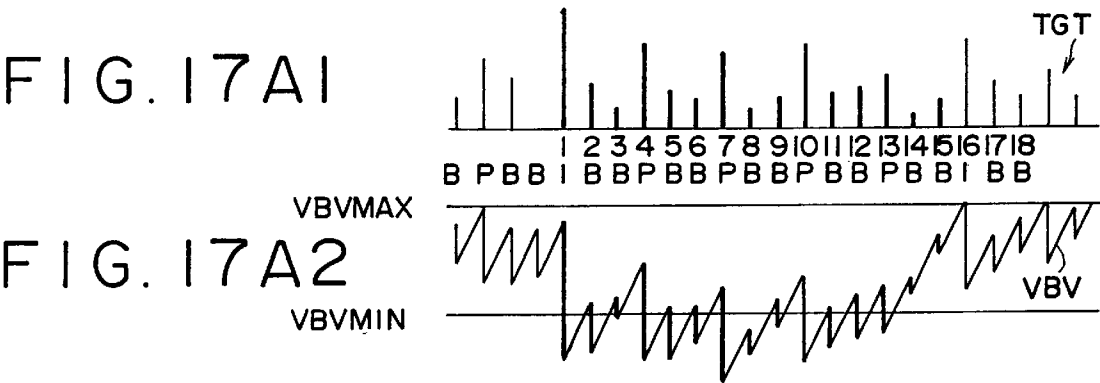 FIG. 17A1
TGT
1 2 3 4 5 6 7 8 9 10 11 12 13 14 15 16 17 18
B P B B I B B P B B P B B P B B P B B I B B
VBVMAX
FIG. 17A2
VBV
VBVMIN